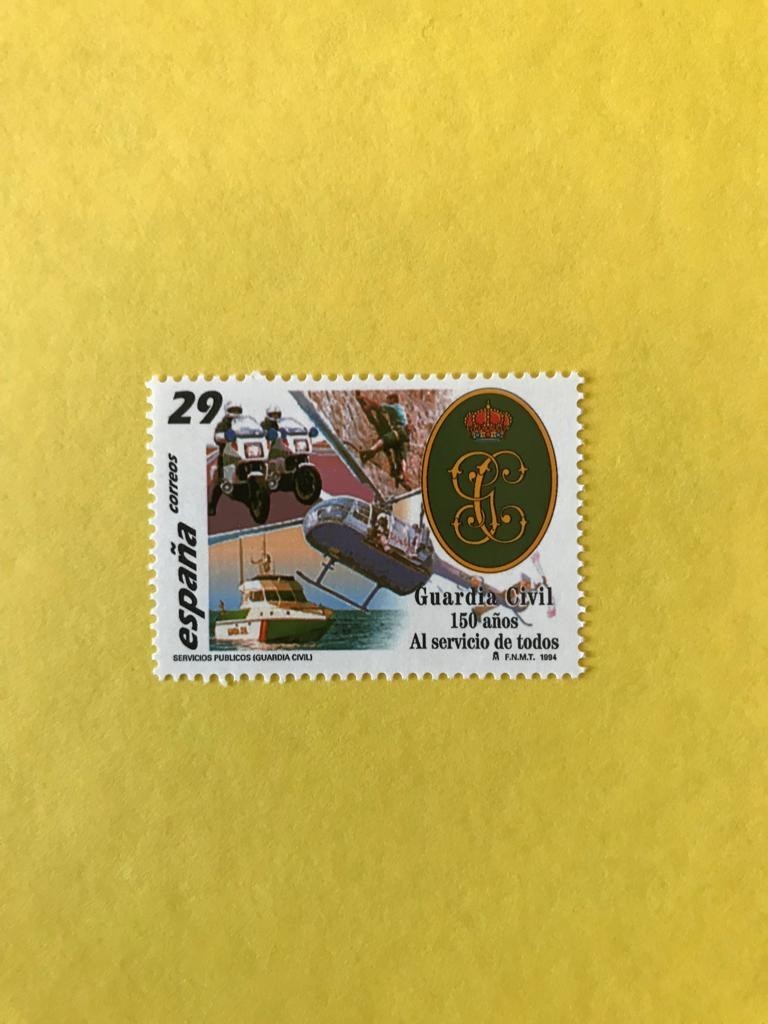 29
españa correos
Guardia Civil
150 años
Al servicio de todos
F.N.M.T. 1994
SERVICIOS PUBLICOS (GUARDIA CIVIL)